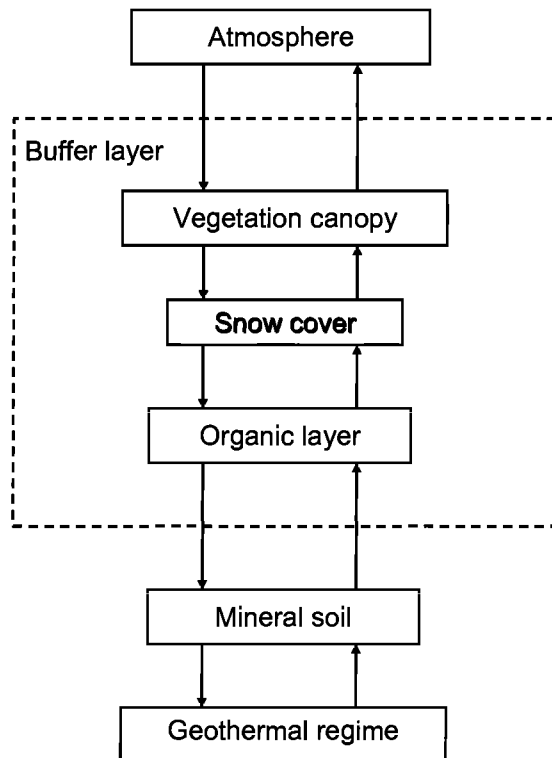 Atmosphere
Buffer layer
Vegetation canopy
Snow cover
Organic layer
Mineral soil
Geothermal regime